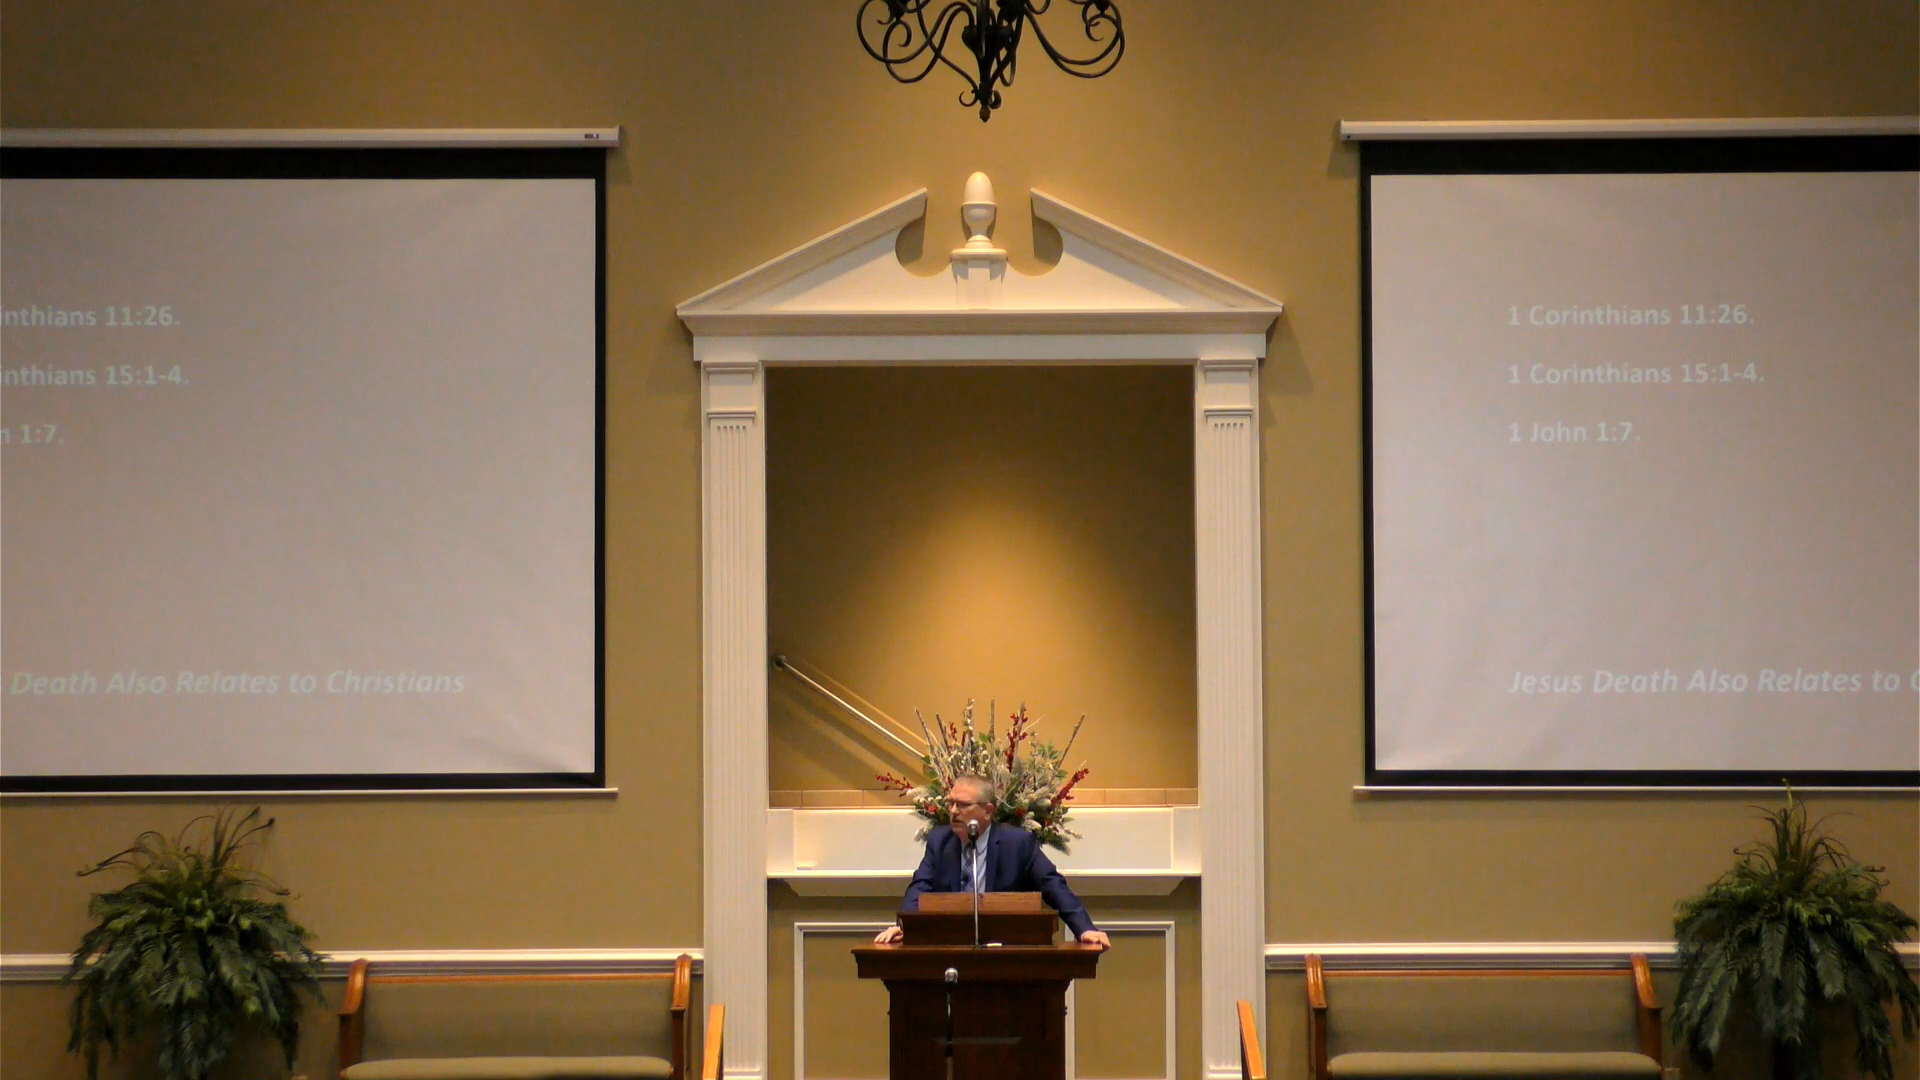 inthians 11:26.
inthians 15:1-4.
1:7.
Death Also Relates to Christians
1 Corinthians 11:26.
1 Corinthians 15:1-4.
1 John 1:7.
Jesus Death Also Relates to